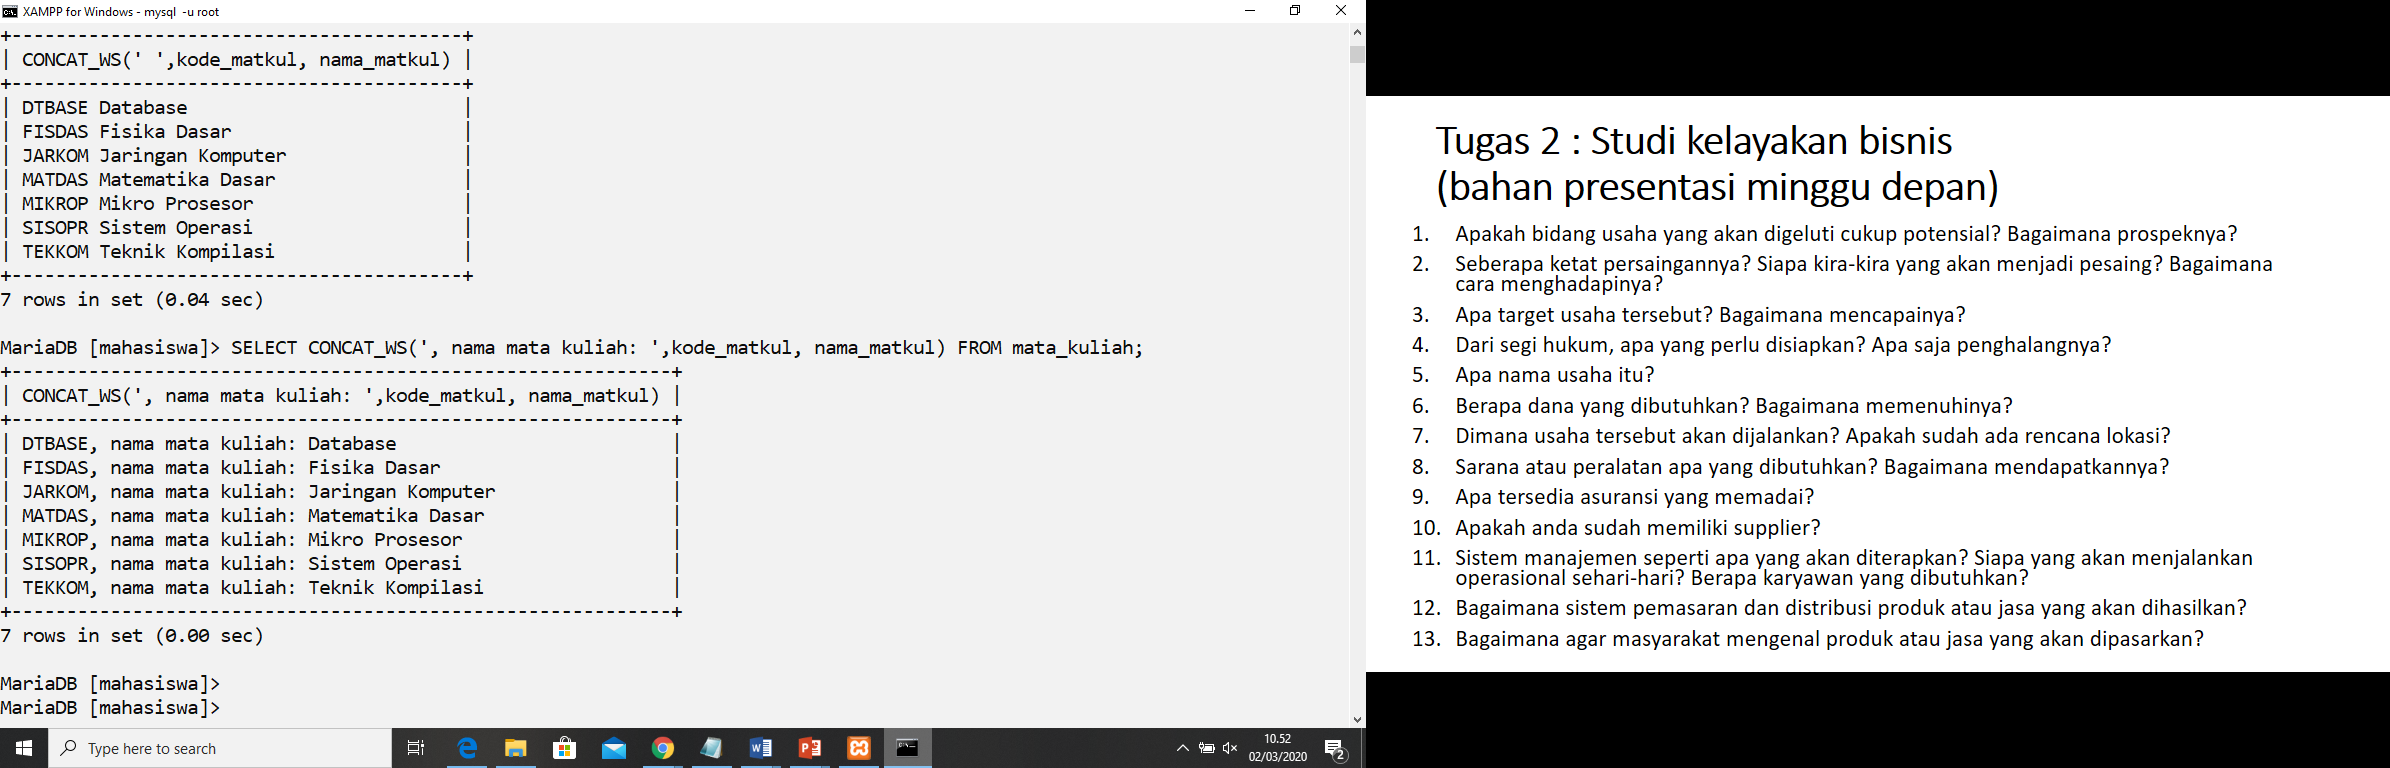 XAMPP for Windows - mysql  -u root
+-----------------------------------------+
| CONCAT_WS(' ',kode_matkul, nama_matkul) |
+-----------------------------------------+
| DTBASE Database                         |
| FISDAS Fisika Dasar                     |
| JARKOM Jaringan Komputer                |
| MATDAS Matematika Dasar                 |
| MIKROP Mikro Prosesor                   |
| SISOPR Sistem Operasi                   |
| TEKKOM Teknik Kompilasi                 |
+-----------------------------------------+
7 rows in set (0.04 sec)
MariaDB [mahasiswa]> SELECT CONCAT_WS(', nama mata kuliah: ',kode_matkul, nama_matkul) FROM mata_kuliah;
+------------------------------------------------------------+
| CONCAT_WS(', nama mata kuliah: ',kode_matkul, nama_matkul) |
+------------------------------------------------------------+
| DTBASE, nama mata kuliah: Database                         |
| FISDAS, nama mata kuliah: Fisika Dasar                     |
| JARKOM, nama mata kuliah: Jaringan Komputer                |
| MATDAS, nama mata kuliah: Matematika Dasar                 |
| MIKROP, nama mata kuliah: Mikro Prosesor                   |
| SISOPR, nama mata kuliah: Sistem Operasi                   |
| TEKKOM, nama mata kuliah: Teknik Kompilasi                 |
+------------------------------------------------------------+
7 rows in set (0.00 sec)
MariaDB [mahasiswa]>
MariaDB [mahasiswa]>
Type here to search
10.52
02/03/2020
2
Tugas 2 : Studi kelayakan bisnis
(bahan presentasi minggu depan)
1. Apakah bidang usaha yang akan digeluti cukup potensial? Bagaimana prospeknya?
2. Seberapa ketat persaingannya? Siapa kira-kira yang akan menjadi pesaing? Bagaimana
cara menghadapinya?
3. Apa target usaha tersebut? Bagaimana mencapainya?
4. Dari segi hukum, apa yang perlu disiapkan? Apa saja penghalangnya?
5. Apa nama usaha itu?
6. Berapa dana yang dibutuhkan? Bagaimana memenuhinya?
7. Dimana usaha tersebut akan dijalankan? Apakah sudah ada rencana lokasi?
8. Sarana atau peralatan apa yang dibutuhkan? Bagaimana mendapatkannya?
9. Apa tersedia asuransi yang memadai?
10. Apakah anda sudah memiliki supplier?
11. Sistem manajemen seperti apa yang akan diterapkan? Siapa yang akan menjalankan
operasional sehari-hari? Berapa karyawan yang dibutuhkan?
12. Bagaimana sistem pemasaran dan distribusi produk atau jasa yang akan dihasilkan?
13. Bagaimana agar masyarakat mengenal produk atau jasa yang akan dipasarkan?